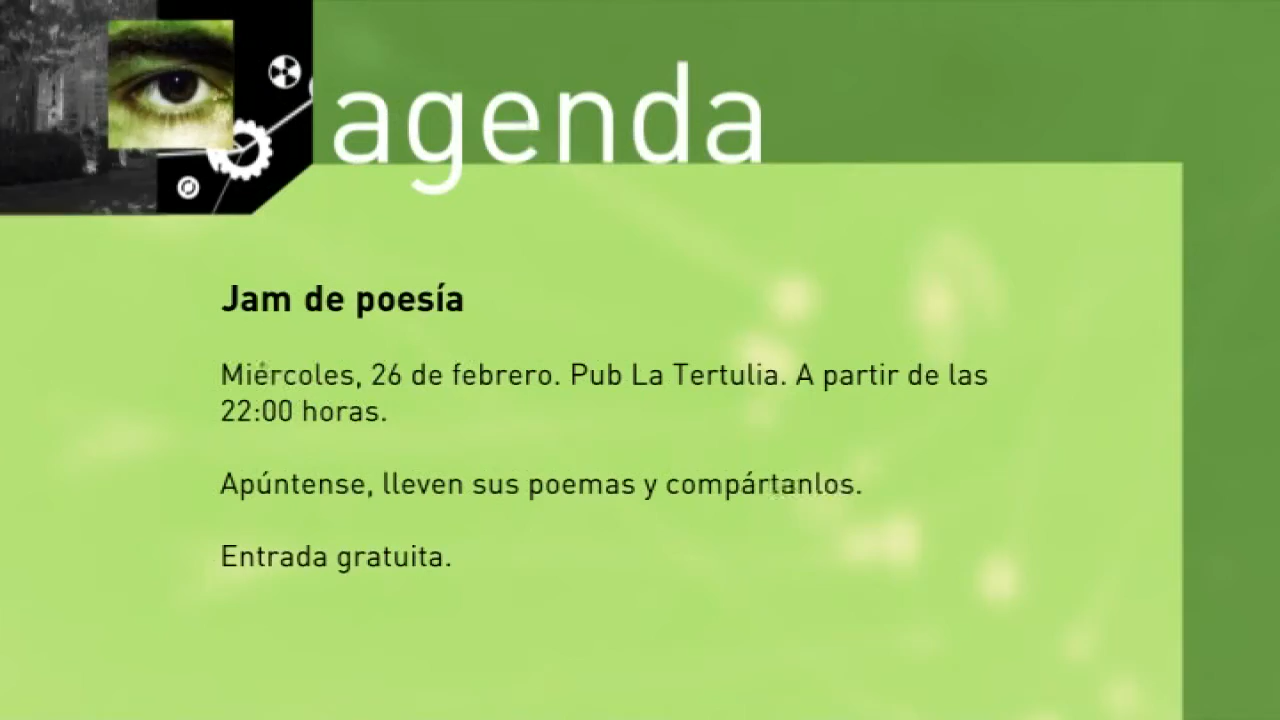 agenda
Jam de poesía
Miércoles, 26 de febrero. Pub La Tertulia. A partir de las
22:00 horas.
Apúntense, lleven sus poemas y compártanlos.
Entrada gratuita.